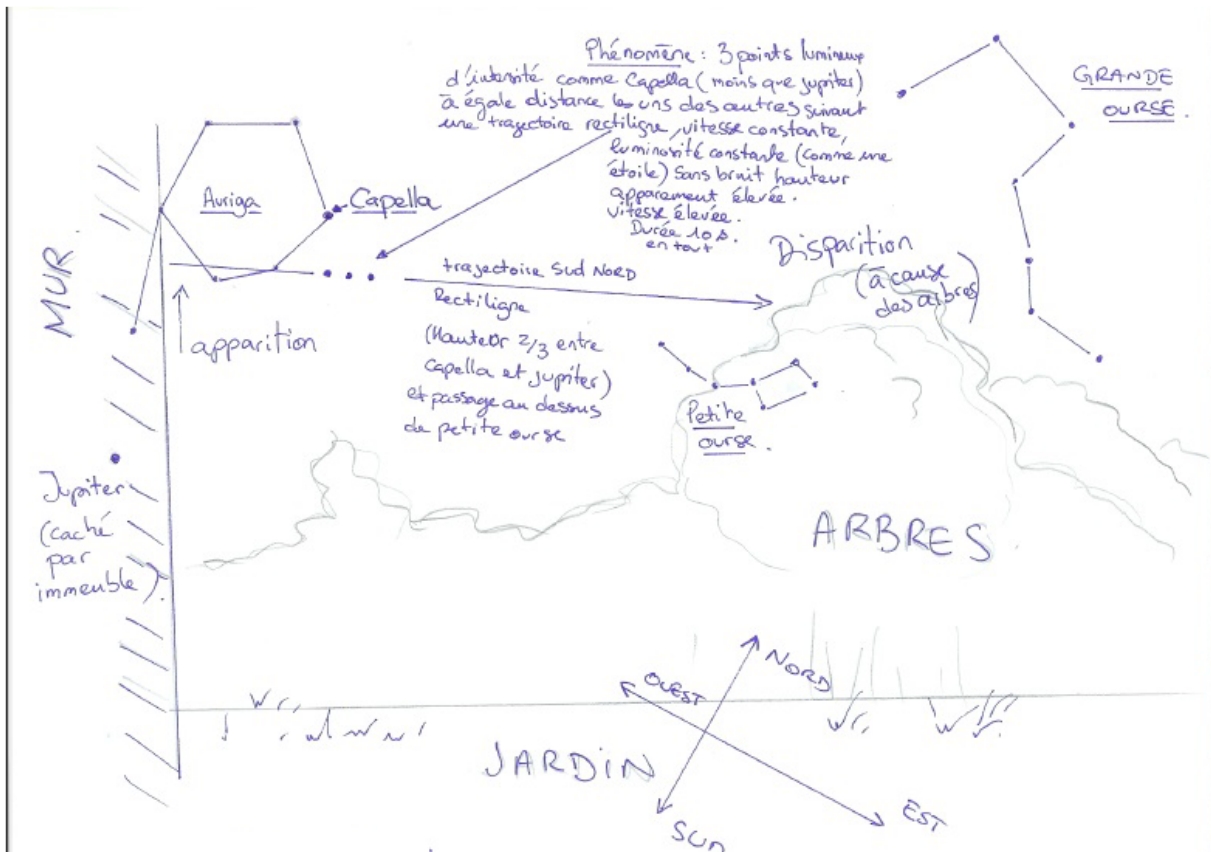 Phénomène : 3 points lumineux
d'intensité comme Capella (moins que jupiter)
à égale distance les uns des autres suivant
une trajectoire rectiligne, vitesse constante,
luminosité constante (comme une
étoile) Sans bruit hauteur
apparement élevée.
vitesse élevée.
Durée 10 s.
en tout
GRANDE
OURSE.
Auriga
Capella
MUR.
apparition
trajectoire Sud NORD
Rectiligne
(Hauteur 2/3 entre
Capella et jupiter)
et passage au dessus
de petite ourse
Disparition
(à cause
des arbres)
Petite
ourse.
Jupiter
(caché
par
immeuble).
ARBRES
NORD
OUEST
JARDIN
EST
SUD